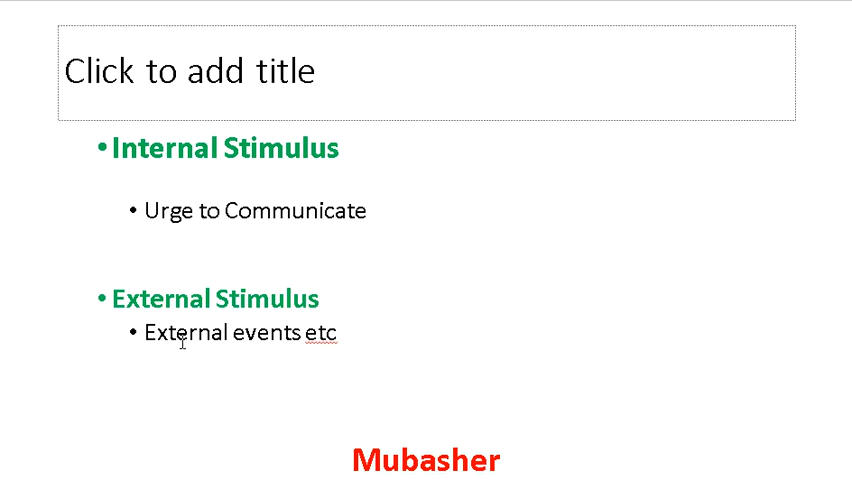 Click to add title
• Internal Stimulus
• Urge to Communicate
• External Stimulus
• External events etc
Mubasher